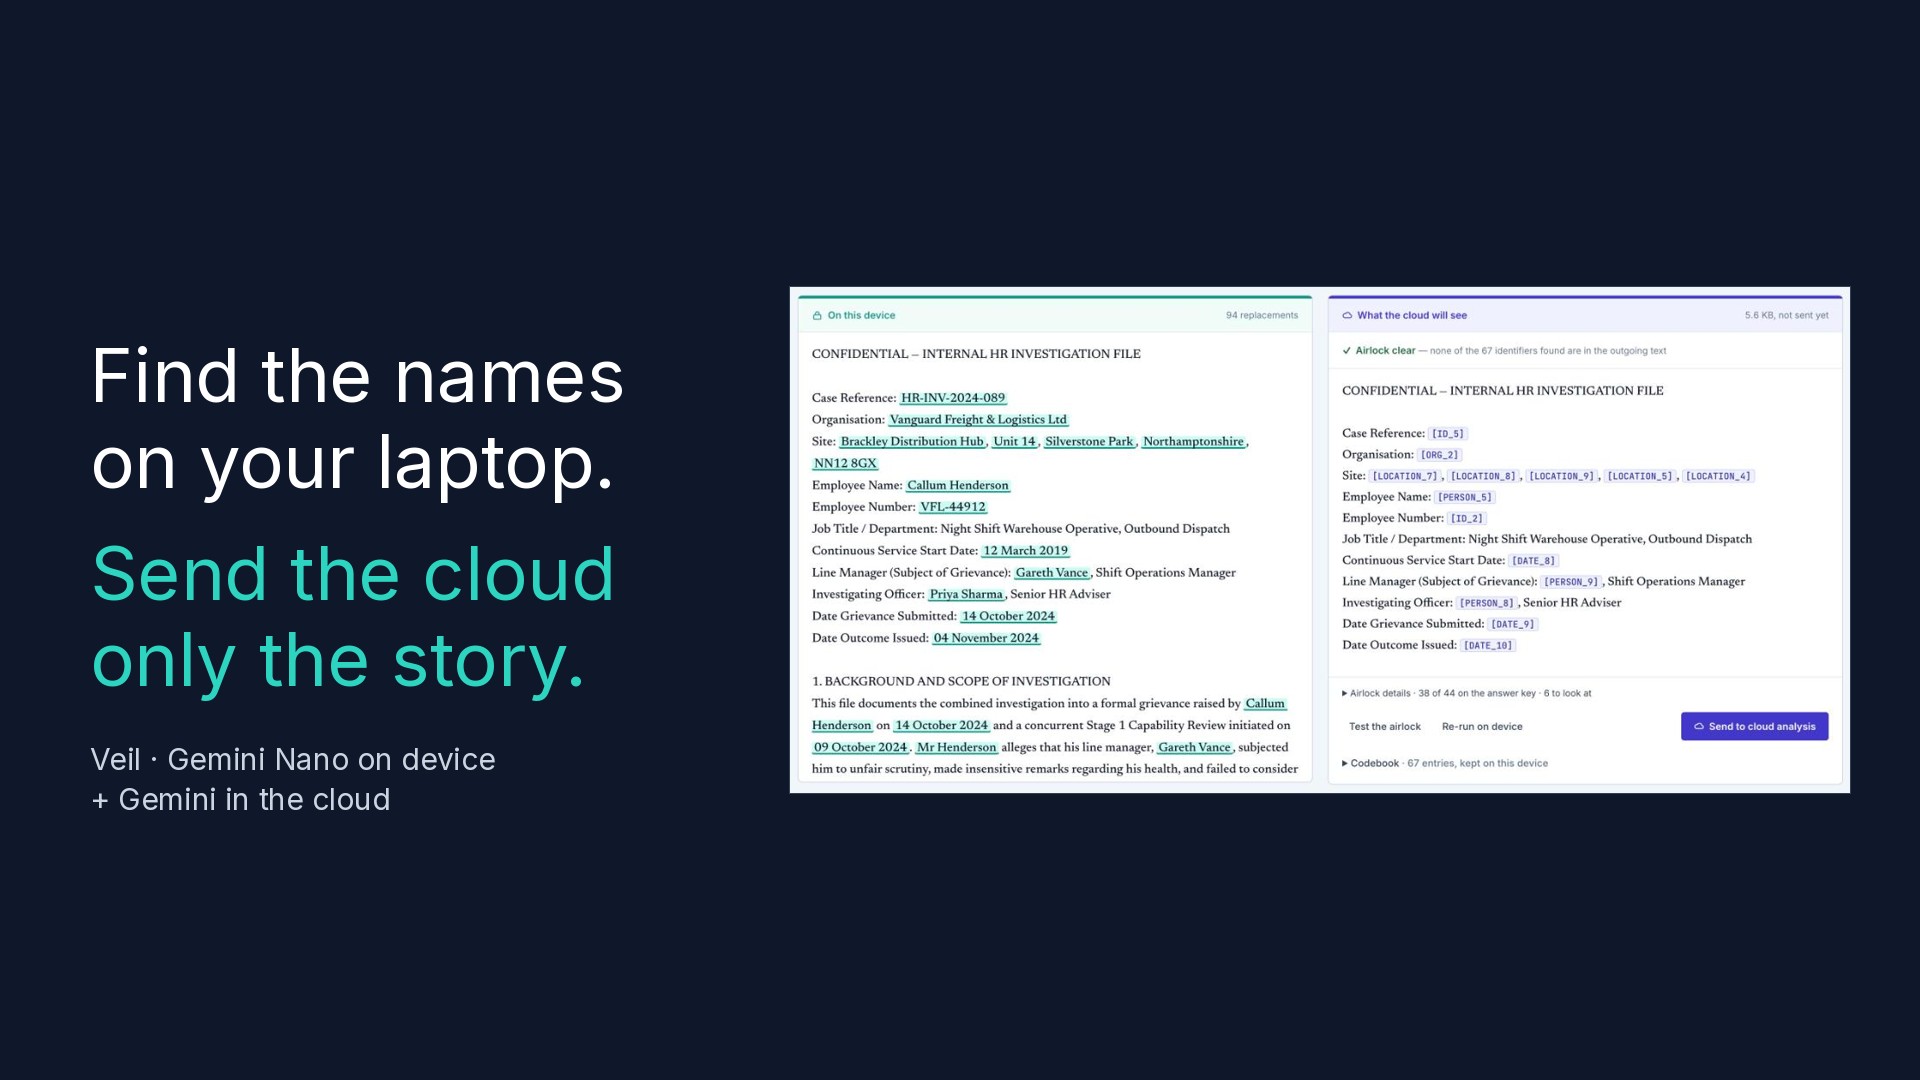 Find the names
on your laptop.
Send the cloud
only the story.
Veil · Gemini Nano on device
+ Gemini in the cloud
On this device
94 replacements
CONFIDENTIAL – INTERNAL HR INVESTIGATION FILE
Case Reference: HR-INV-2024-089
Organisation: Vanguard Freight & Logistics Ltd
Site: Brackley Distribution Hub, Unit 14, Silverstone Park, Northamptonshire,
NN12 8GX
Employee Name: Callum Henderson
Employee Number: VFL-44912
Job Title / Department: Night Shift Warehouse Operative, Outbound Dispatch
Continuous Service Start Date: 12 March 2019
Line Manager (Subject of Grievance): Gareth Vance, Shift Operations Manager
Investigating Officer: Priya Sharma, Senior HR Adviser
Date Grievance Submitted: 14 October 2024
Date Outcome Issued: 04 November 2024
1. BACKGROUND AND SCOPE OF INVESTIGATION
This file documents the combined investigation into a formal grievance raised by Callum
Henderson on 14 October 2024 and a concurrent Stage 1 Capability Review initiated on
09 October 2024. Mr Henderson alleges that his line manager, Gareth Vance, subjected
him to unfair scrutiny, made insensitive remarks regarding his health, and failed to consider
What the cloud will see
5.6 KB, not sent yet
✓ Airlock clear — none of the 67 identifiers found are in the outgoing text
CONFIDENTIAL – INTERNAL HR INVESTIGATION FILE
Case Reference: [ID_5]
Organisation: [ORG_2]
Site: [LOCATION_7], [LOCATION_8], [LOCATION_9], [LOCATION_5], [LOCATION_4]
Employee Name: [PERSON_5]
Employee Number: [ID_2]
Job Title / Department: Night Shift Warehouse Operative, Outbound Dispatch
Continuous Service Start Date: [DATE_8]
Line Manager (Subject of Grievance): [PERSON_9], Shift Operations Manager
Investigating Officer: [PERSON_8], Senior HR Adviser
Date Grievance Submitted: [DATE_9]
Date Outcome Issued: [DATE_10]
▶ Airlock details · 38 of 44 on the answer key · 6 to look at
Test the airlock
Re-run on device
Send to cloud analysis
▶ Codebook · 67 entries, kept on this device